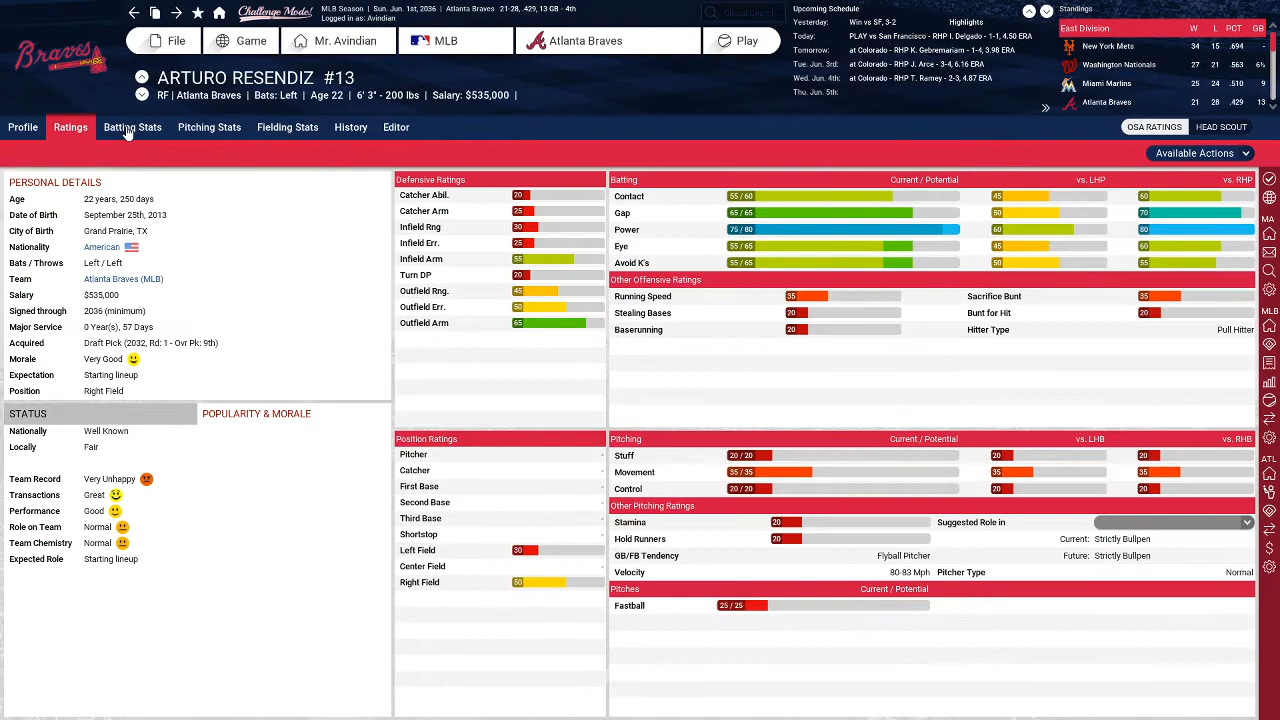 Challenge Mode!
MLB Season | Sun. Jun. 1st, 2036 | Atlanta Braves 21-28, .429, 13 GB - 4th
Logged in as: Avindian
Global Search...
Upcoming Schedule
Yesterday: Win vs SF, 3-2 Highlights
Today: PLAY vs San Francisco - RHP I. Delgado - 1-1, 4.50 ERA
Tomorrow: at Colorado - RHP K. Gebremariam - 1-4, 3.98 ERA
Tue. Jun. 3rd: at Colorado - RHP J. Arce - 3-4, 6.16 ERA
Wed. Jun. 4th: at Colorado - RHP T. Ramey - 2-3, 4.87 ERA
Thu. Jun. 5th:
Standings
East Division W L PCT GB
New York Mets 34 15 .694 -
Washington Nationals 27 21 .563 6½
Miami Marlins 25 24 .510 9
Atlanta Braves 21 28 .429 13
File Game Mr. Avindian MLB Atlanta Braves Play
Braves
ARTURO RESENDIZ #13
RF | Atlanta Braves | Bats: Left | Age 22 | 6' 3" - 200 lbs | Salary: $535,000 |
Profile Ratings Batting Stats Pitching Stats Fielding Stats History Editor
OSA RATINGS HEAD SCOUT
Available Actions
PERSONAL DETAILS
Age 22 years, 250 days
Date of Birth September 25th, 2013
City of Birth Grand Prairie, TX
Nationality American
Bats / Throws Left / Left
Team Atlanta Braves (MLB)
Salary $535,000
Signed through 2036 (minimum)
Major Service 0 Year(s), 57 Days
Acquired Draft Pick (2032, Rd: 1 - Ovr Pk: 9th)
Morale Very Good
Expectation Starting lineup
Position Right Field
STATUS POPULARITY & MORALE
Nationally Well Known
Locally Fair
Team Record Very Unhappy
Transactions Great
Performance Good
Role on Team Normal
Team Chemistry Normal
Expected Role Starting lineup
Defensive Ratings
Catcher Abil. 20
Catcher Arm 25
Infield Rng 30
Infield Err. 25
Infield Arm 55
Turn DP 20
Outfield Rng. 45
Outfield Err. 50
Outfield Arm 65
Position Ratings
Pitcher -
Catcher -
First Base -
Second Base -
Third Base -
Shortstop -
Left Field 30
Center Field -
Right Field 50
Batting Current / Potential vs. LHP vs. RHP
Contact 55 / 60 45 60
Gap 65 / 65 50 70
Power 75 / 80 60 80
Eye 55 / 65 45 60
Avoid K's 55 / 65 50 55
Other Offensive Ratings
Running Speed 35 Sacrifice Bunt 35
Stealing Bases 20 Bunt for Hit 20
Baserunning 20 Hitter Type Pull Hitter
Pitching Current / Potential vs. LHB vs. RHB
Stuff 20 / 20 20 20
Movement 35 / 35 35 35
Control 20 / 20 20 20
Other Pitching Ratings
Stamina 20 Suggested Role in
Hold Runners 20 Current: Strictly Bullpen
GB/FB Tendency Flyball Pitcher Future: Strictly Bullpen
Velocity 80-83 Mph Pitcher Type Normal
Pitches Current / Potential
Fastball 25 / 25
MA
MLB
ATL